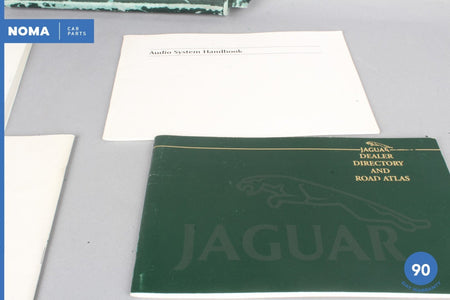 NOMA
CAR
PARTS
Audio System Handbook
JAGUAR
DEALER
DIRECTORY
AND
ROAD ATLAS
JAGUAR
90